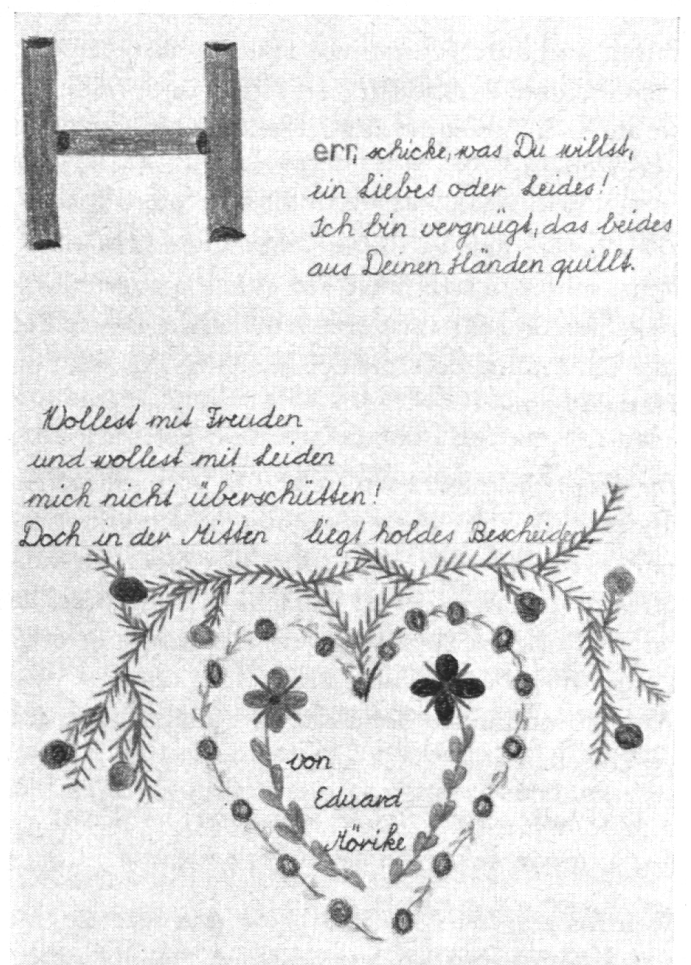 Herr, schicke, was Du willst,
ein Liebes oder Leides!
Ich bin vergnügt, das beides
aus Deinen Händen quillt.
Wollest mit Freuden
und wollest mit Leiden
mich nicht überschütten!
Doch in der Mitten liegt holdes Bescheiden.
von
Eduard
Mörike